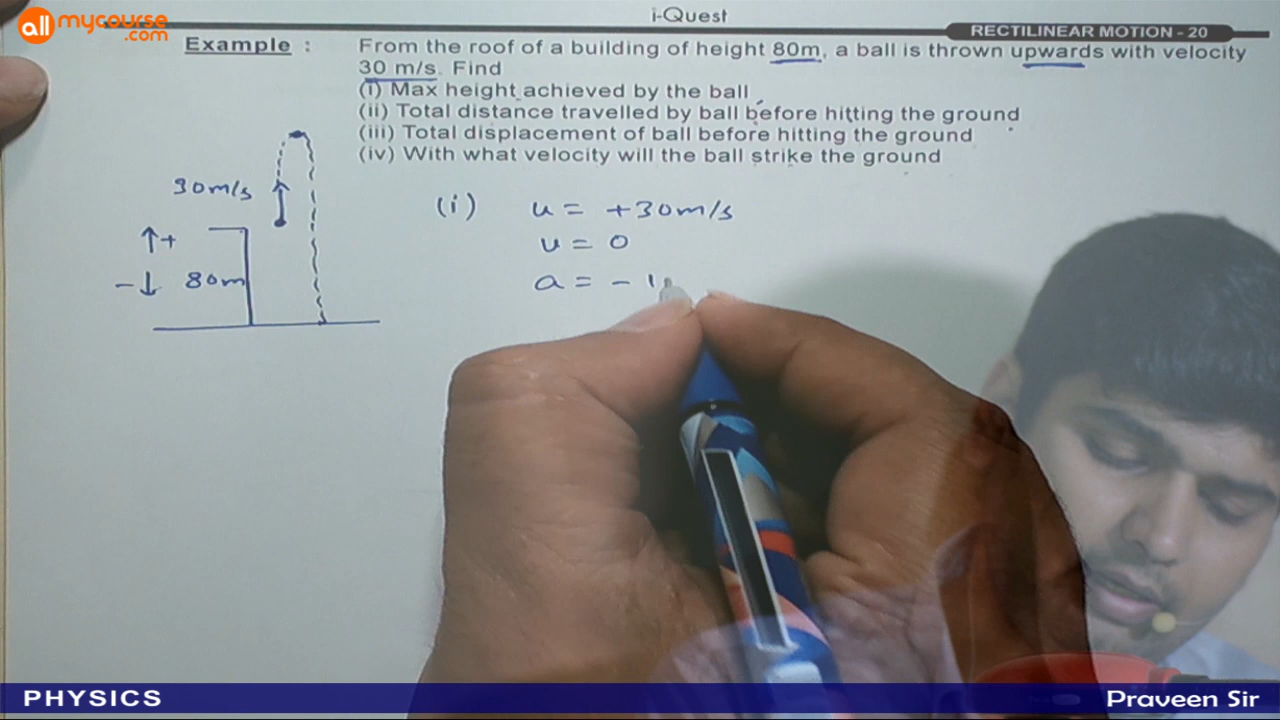 all mycourse .com
i-Quest
RECTILINEAR MOTION - 20
Example : From the roof of a building of height 80m, a ball is thrown upwards with velocity
30 m/s. Find
(i) Max height achieved by the ball
(ii) Total distance travelled by ball before hitting the ground
(iii) Total displacement of ball before hitting the ground
(iv) With what velocity will the ball strike the ground
30m/s
↑+
-↓ 80m
(i) u = +30m/s
v = 0
a = - 1
PHYSICS
Praveen Sir